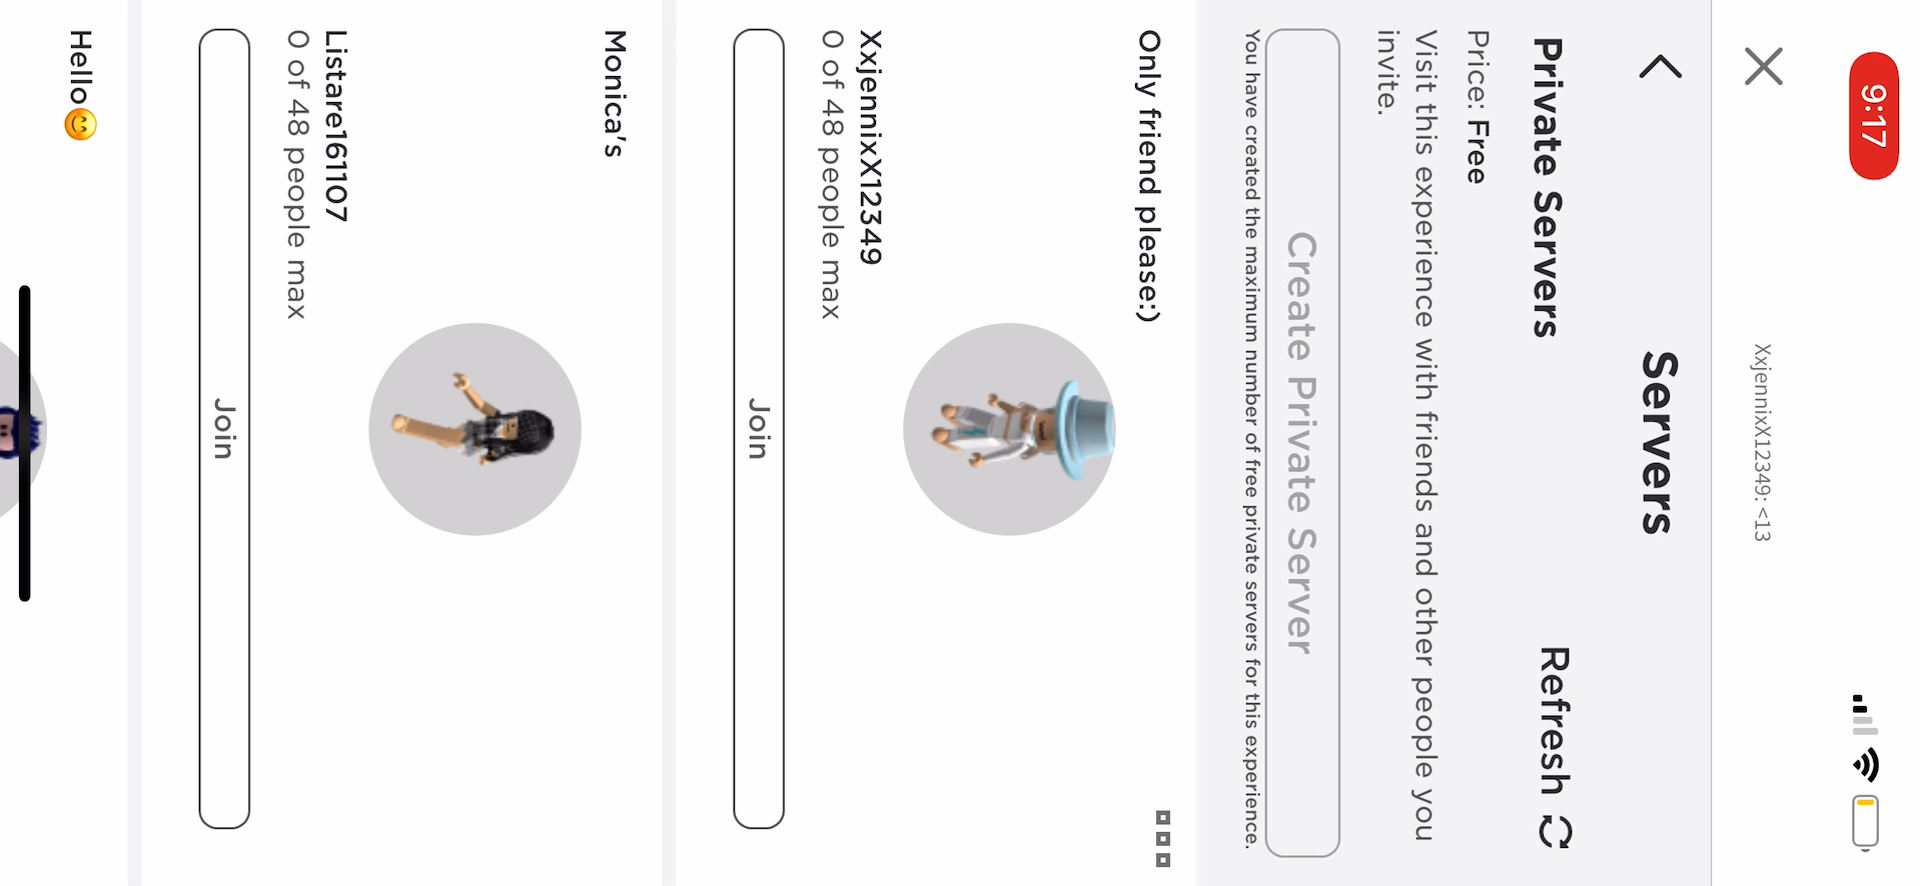 9:17
XxjennixX12349: <13
Servers
Private Servers
Refresh
Price: Free
Visit this experience with friends and other people you
invite.
Create Private Server
You have created the maximum number of free private servers for this experience.
Only friend please:)
XxjennixX12349
0 of 48 people max
Join
Monica's
Listare161107
0 of 48 people max
Join
Hello😊